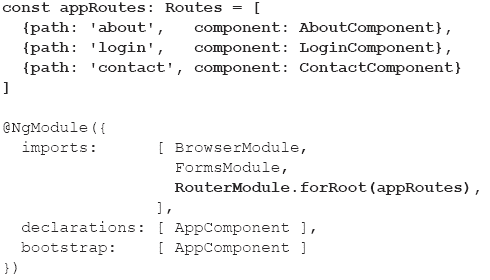 const appRoutes: Routes = [
  {path: 'about',   component: AboutComponent},
  {path: 'login',   component: LoginComponent},
  {path: 'contact', component: ContactComponent}
]

@NgModule({
  imports:      [ BrowserModule,
                  FormsModule,
                  RouterModule.forRoot(appRoutes),
                ],
  declarations: [ AppComponent ],
  bootstrap:    [ AppComponent ]
})